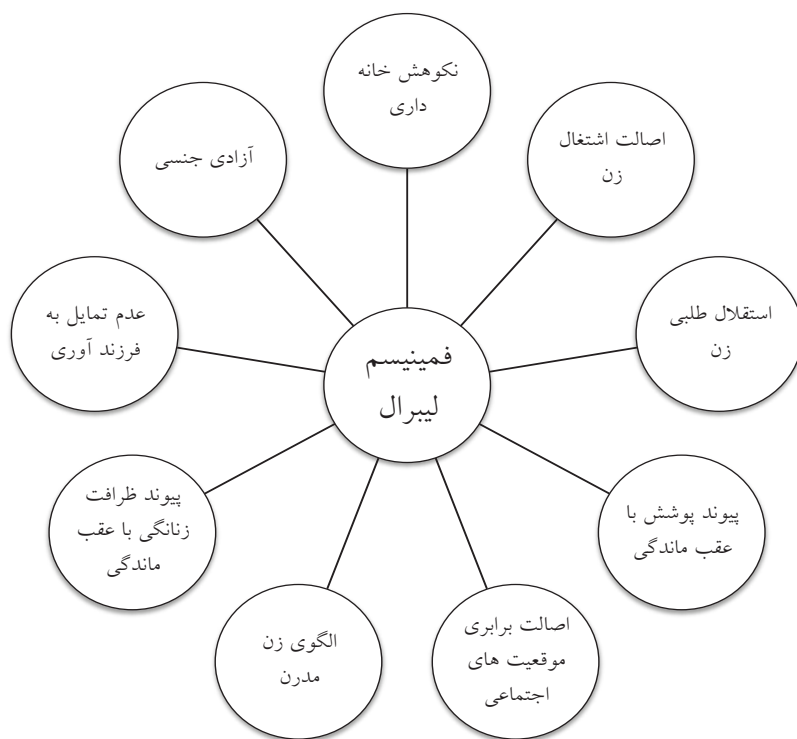 نکوهش خانه
داری
اصالت اشتغال
زن
استقلال طلبی
زن
پیوند پوشش با
عقب ماندگی
اصالت برابری
موقعیت های
اجتماعی
الگوی زن
مدرن
پیوند ظرافت
زنانگی با عقب
ماندگی
عدم تمایل به
فرزند آوری
آزادی جنسی
فمینیسم
لیبرال